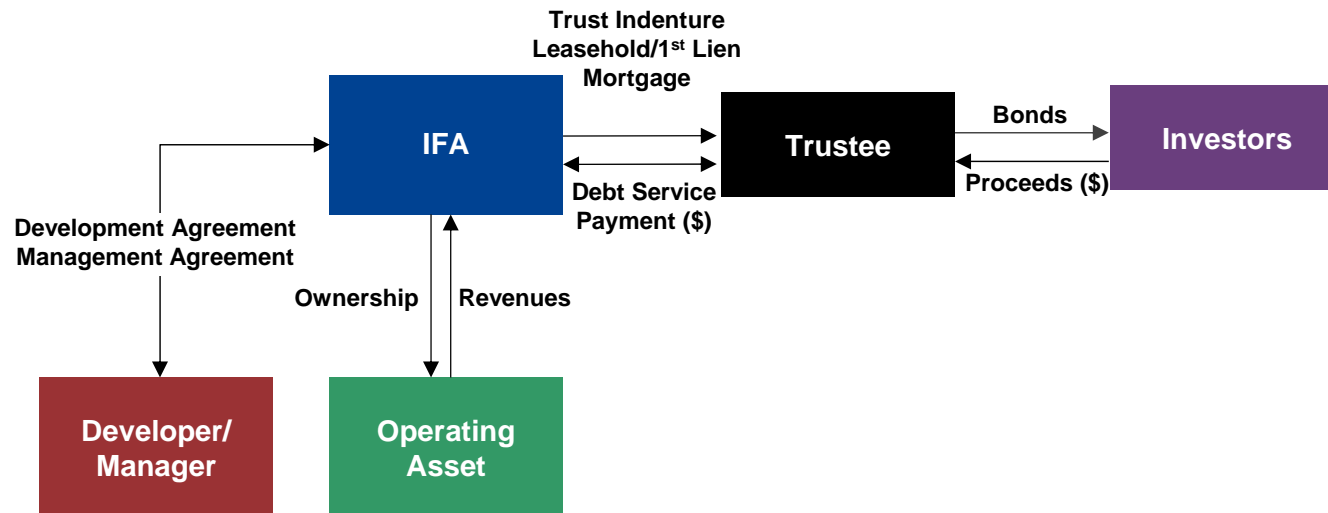 Trust Indenture
Leasehold/1st Lien
Mortgage
IFA
Trustee
Bonds
Investors
Proceeds ($)
Debt Service
Payment ($)
Development Agreement
Management Agreement
Ownership
Revenues
Developer/
Manager
Operating
Asset